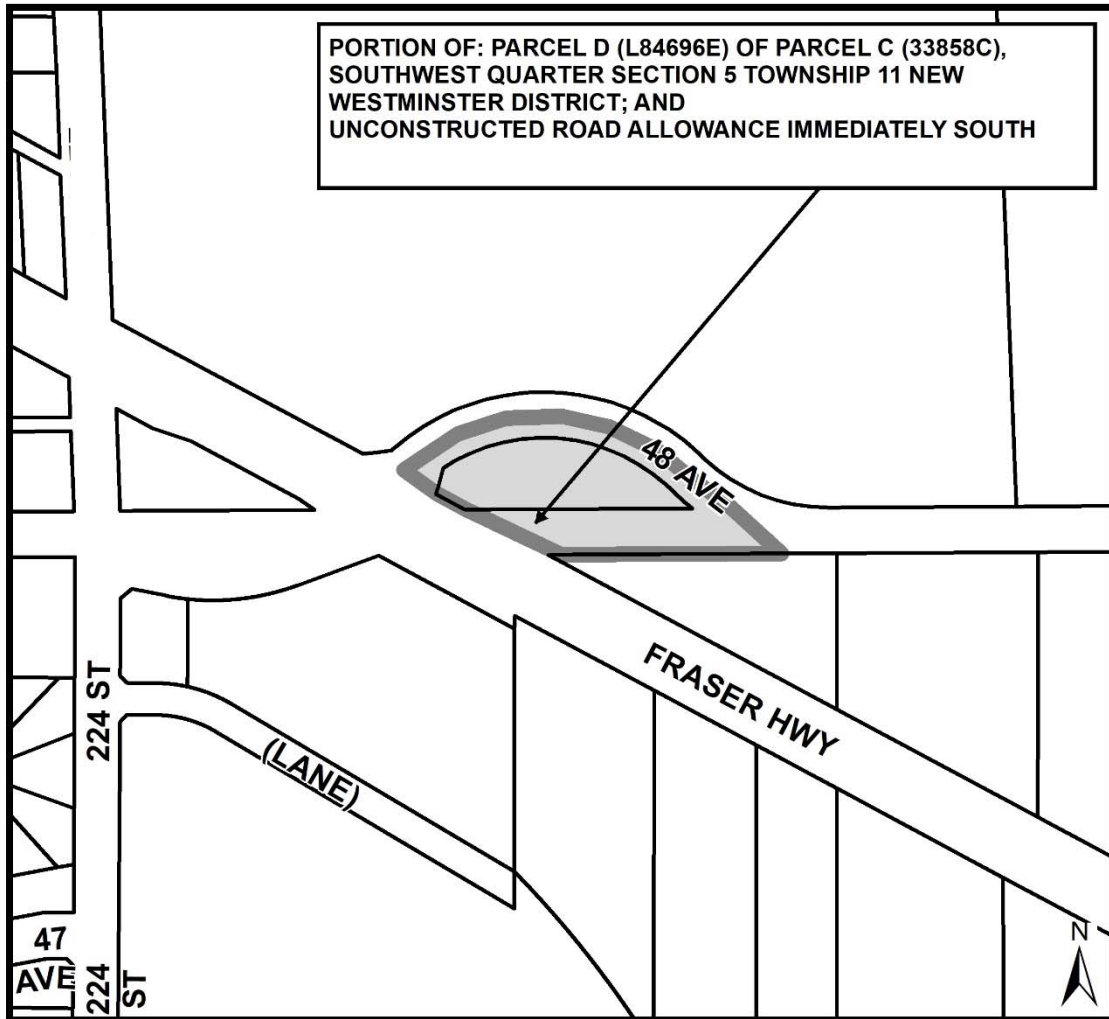 PORTION OF: PARCEL D (L84696E) OF PARCEL C (33858C),
SOUTHWEST QUARTER SECTION 5 TOWNSHIP 11 NEW
WESTMINSTER DISTRICT; AND
UNCONSTRUCTED ROAD ALLOWANCE IMMEDIATELY SOUTH
48 AVE
FRASER HWY
224 ST
(LANE)
47
AVE
224
ST
N